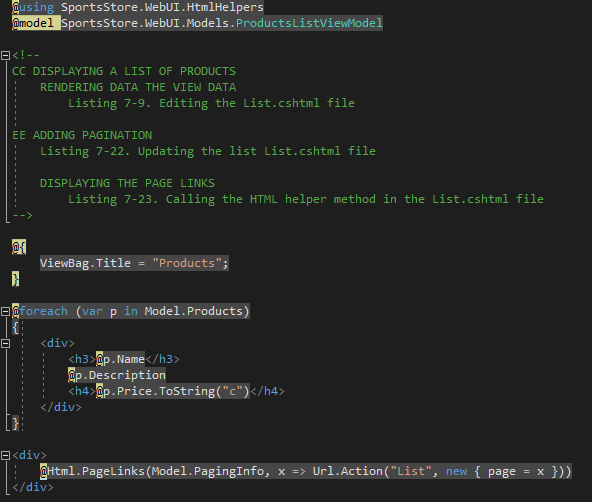 @using SportsStore.WebUI.HtmlHelpers
@model SportsStore.WebUI.Models.ProductsListViewModel
<!--
CC DISPLAYING A LIST OF PRODUCTS
RENDERING DATA THE VIEW DATA
Listing 7-9. Editing the List.cshtml file
EE ADDING PAGINATION
Listing 7-22. Updating the list List.cshtml file
DISPLAYING THE PAGE LINKS
Listing 7-23. Calling the HTML helper method in the List.cshtml file
-->
@{
ViewBag.Title = "Products";
}
@foreach (var p in Model.Products)
{
<div>
<h3>@p.Name</h3>
@p.Description
<h4>@p.Price.ToString("c")</h4>
</div>
}
<div>
@Html.PageLinks(Model.PagingInfo, x => Url.Action("List", new { page = x }))
</div>